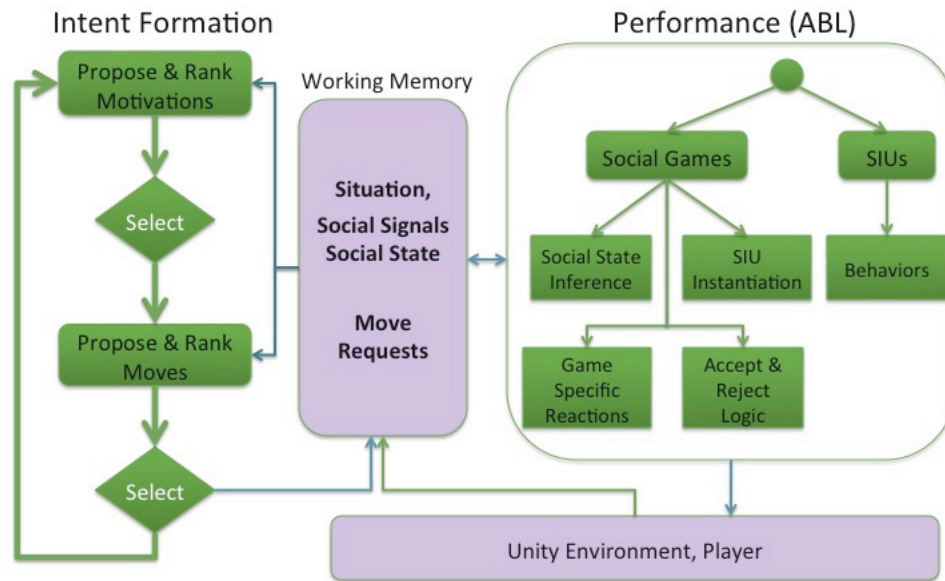 Intent Formation
Propose & Rank
Motivations
Select
Propose & Rank
Moves
Select
Working Memory
Situation,
Social Signals
Social State
Move
Requests
Performance (ABL)
Social Games
SIUs
Social State
Inference
SIU
Instantiation
Behaviors
Game
Specific
Reactions
Accept &
Reject
Logic
Unity Environment, Player